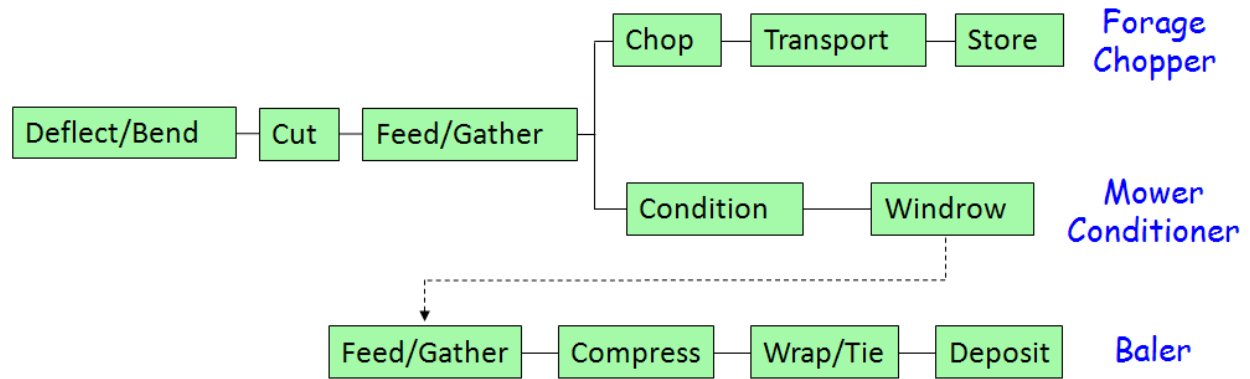 Chop
Transport
Store
Forage
Chopper
Deflect/Bend
Cut
Feed/Gather
Condition
Windrow
Mower
Conditioner
Feed/Gather
Compress
Wrap/Tie
Deposit
Baler